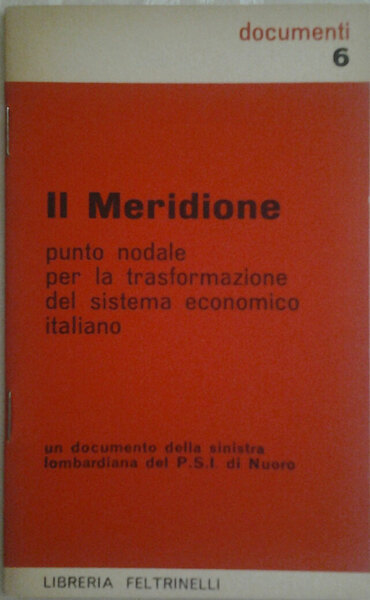 documenti
6
Il Meridione
punto nodale
per la trasformazione
del sistema economico
italiano
un documento della sinistra
lombardiana del P.S.I. di Nuoro
LIBRERIA FELTRINELLI